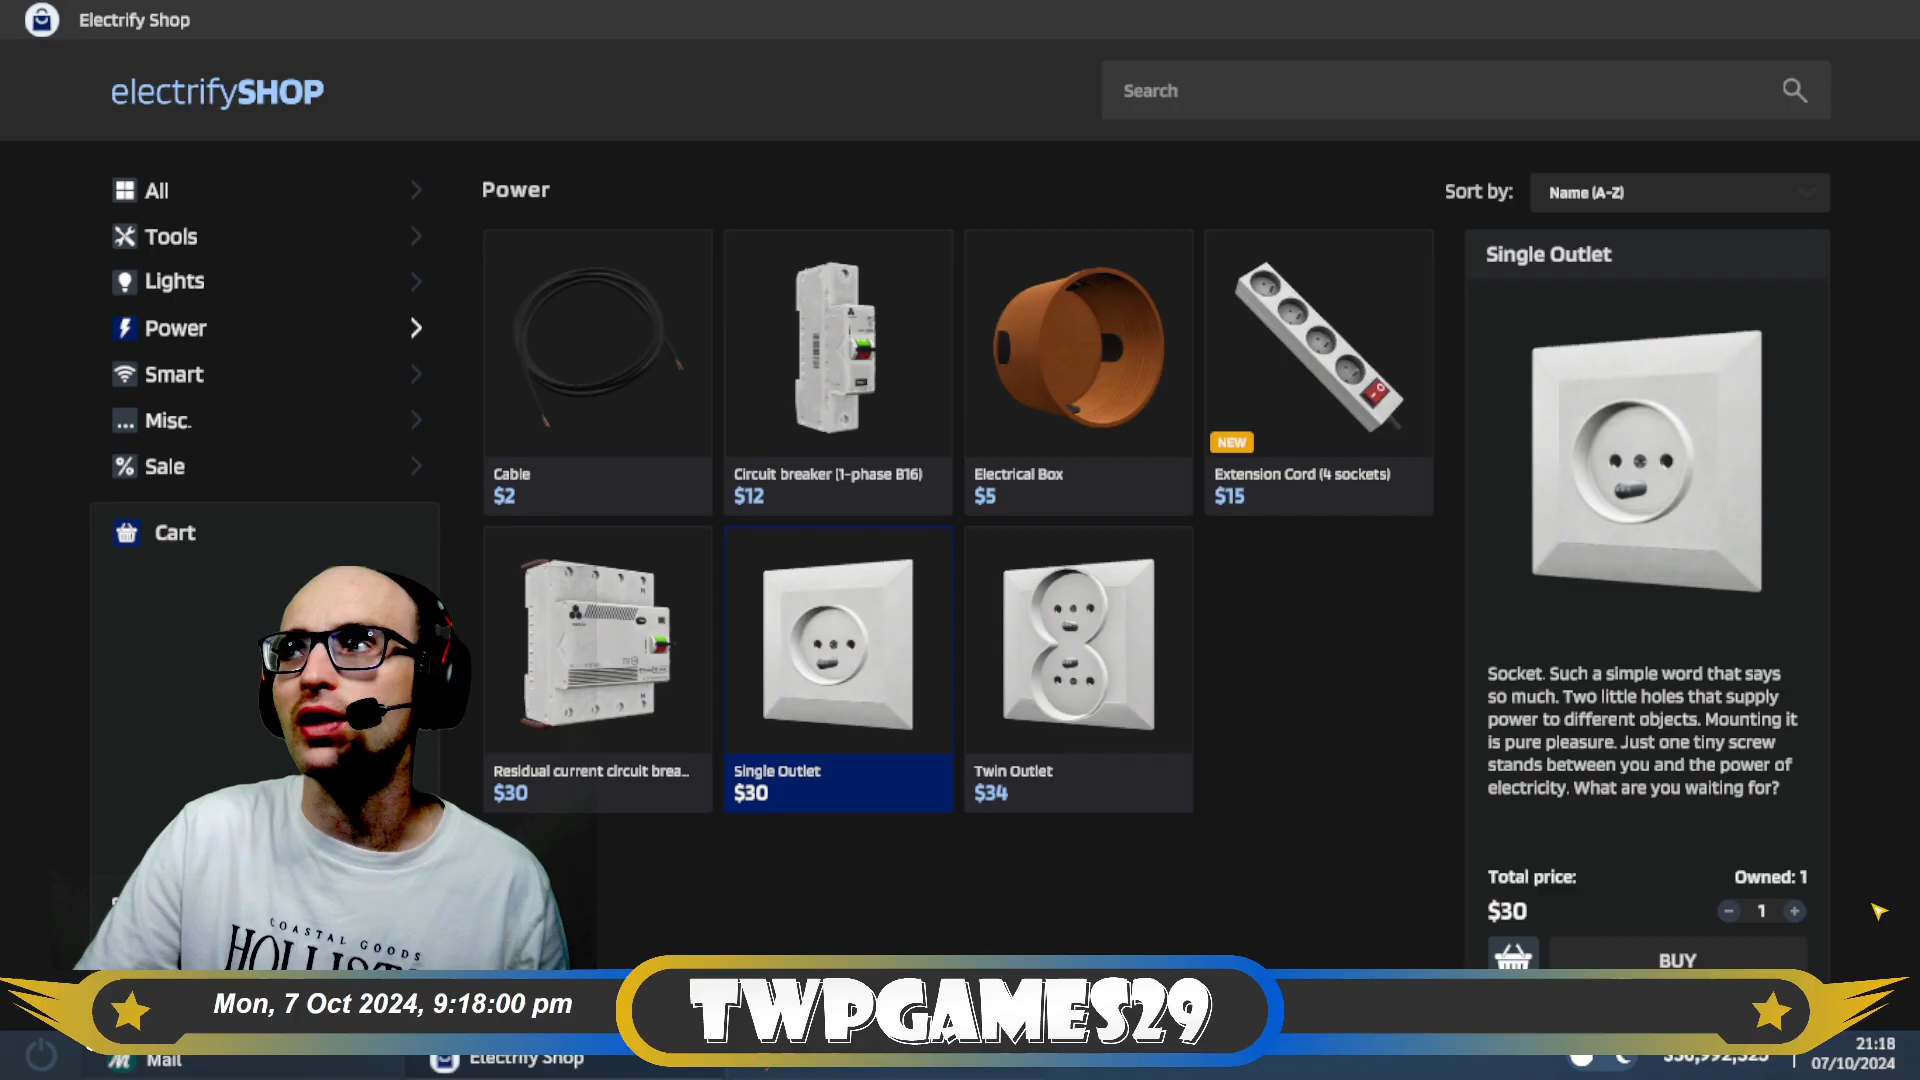 Electrify Shop
electrifySHOP
Search
All
Tools
Lights
Power
Smart
Misc.
Sale
Cart
Power
Sort by:
Name (A-Z)
Cable
$2
Circuit breaker (1-phase B16)
$12
Electrical Box
$5
NEW
Extension Cord (4 sockets)
$15
Residual current circuit brea...
$30
Single Outlet
$30
Twin Outlet
$34
Single Outlet
Socket. Such a simple word that says
so much. Two little holes that supply
power to different objects. Mounting it
is pure pleasure. Just one tiny screw
stands between you and the power of
electricity. What are you waiting for?
Total price:
Owned: 1
$30
1
BUY
COASTAL GOODS
Mon, 7 Oct 2024, 9:18:00 pm
TWPGAMES29
Mail
Electrify Shop
21:18
07/10/2024